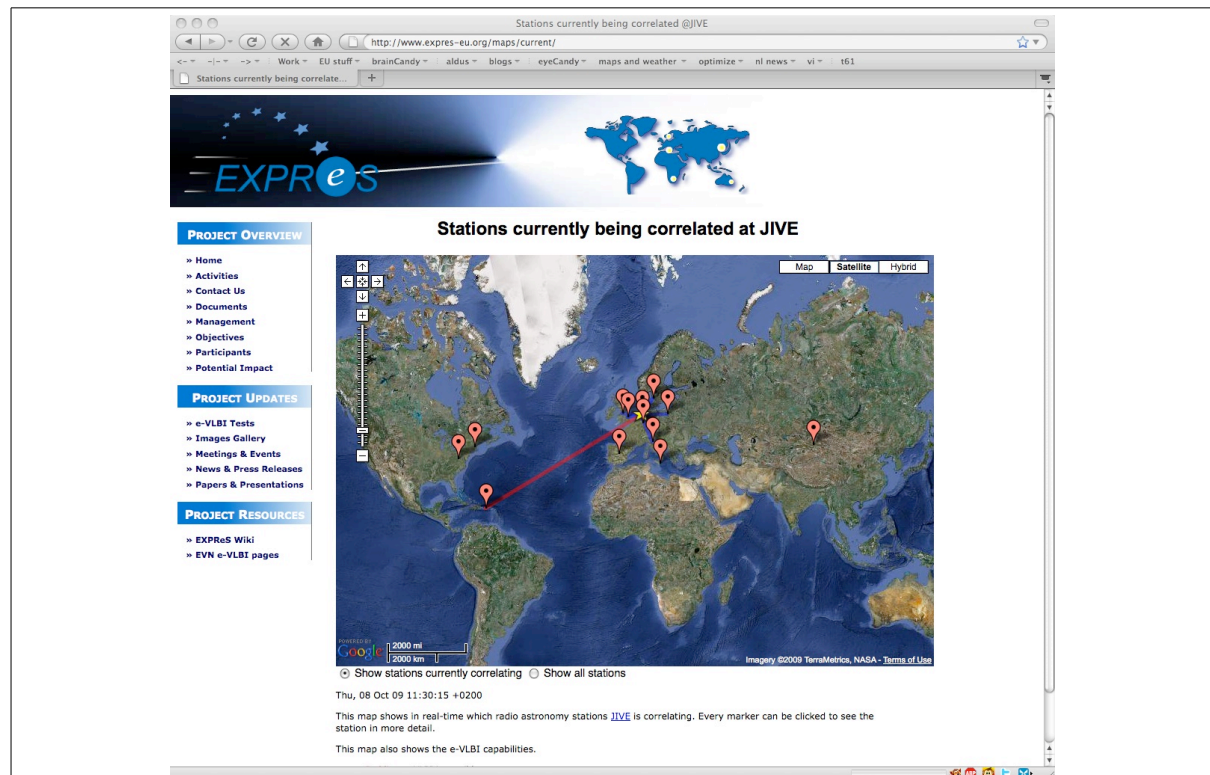 Stations currently being correlated @JIVE
http://www.expres-eu.org/maps/current/
<-- -|- -> Work EU stuff brainCandy aldus blogs eyeCandy maps and weather optimize nl news vi t61
Stations currently being correlate... +
EXPReS
PROJECT OVERVIEW
» Home
» Activities
» Contact Us
» Documents
» Management
» Objectives
» Participants
» Potential Impact
PROJECT UPDATES
» e-VLBI Tests
» Images Gallery
» Meetings & Events
» News & Press Releases
» Papers & Presentations
PROJECT RESOURCES
» EXPReS Wiki
» EVN e-VLBI pages
Stations currently being correlated at JIVE
Map Satellite Hybrid
POWERED BY
Google
2000 mi
2000 km
Imagery ©2009 TerraMetrics, NASA - Terms of Use
Show stations currently correlating Show all stations
Thu, 08 Oct 09 11:30:15 +0200
This map shows in real-time which radio astronomy stations JIVE is correlating. Every marker can be clicked to see the
station in more detail.
This map also shows the e-VLBI capabilities.